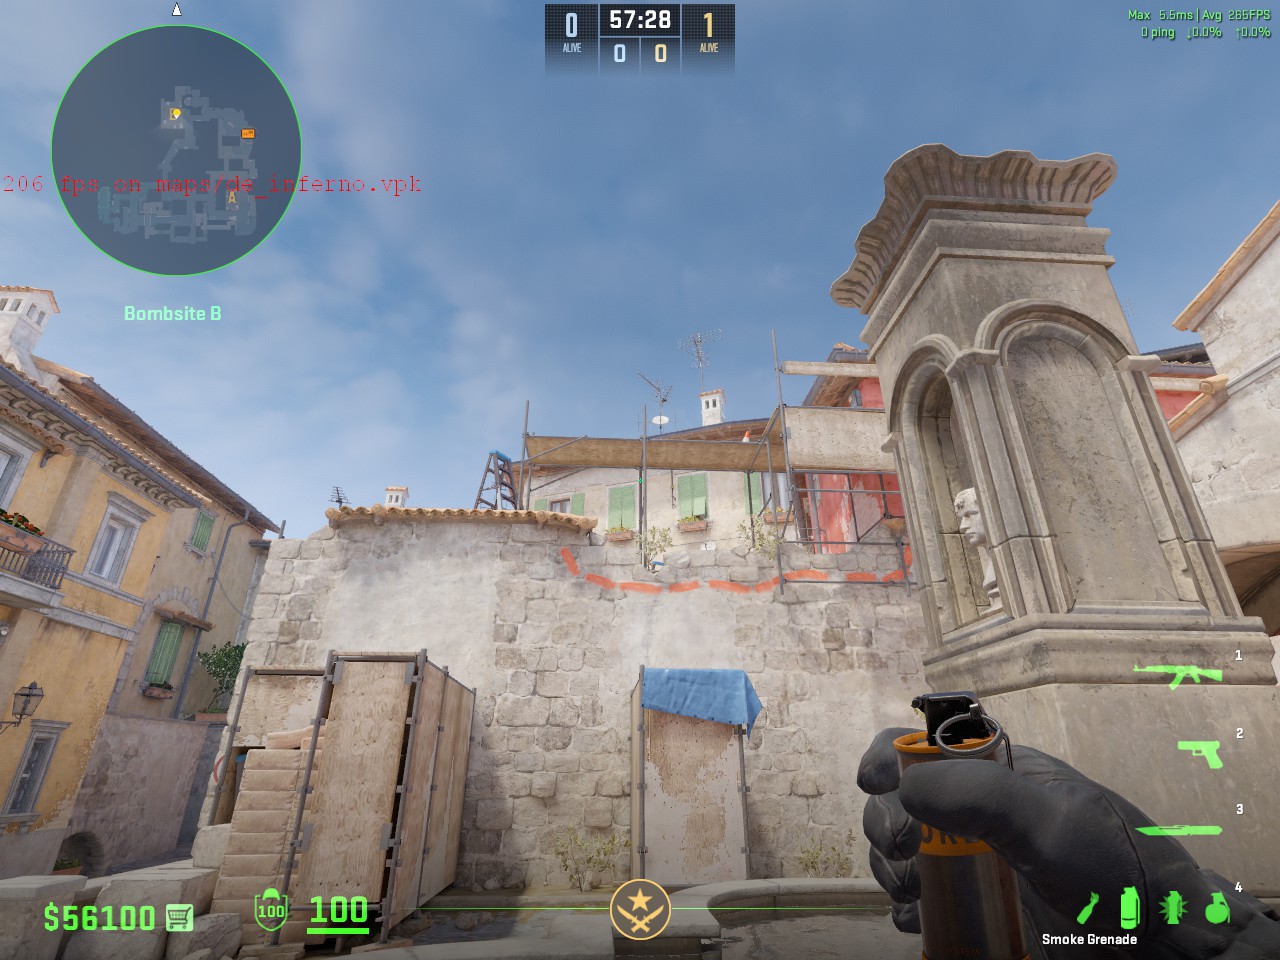 0 57:28 1
Max 5.5ms | Avg 265FPS
0 ping ↓0.0% ↑0.0%
ALIVE 0 0 ALIVE
206 fps on maps/de_inferno.vpk
A
Bombsite B
1
2
3
4
$56100 100 100
Smoke Grenade